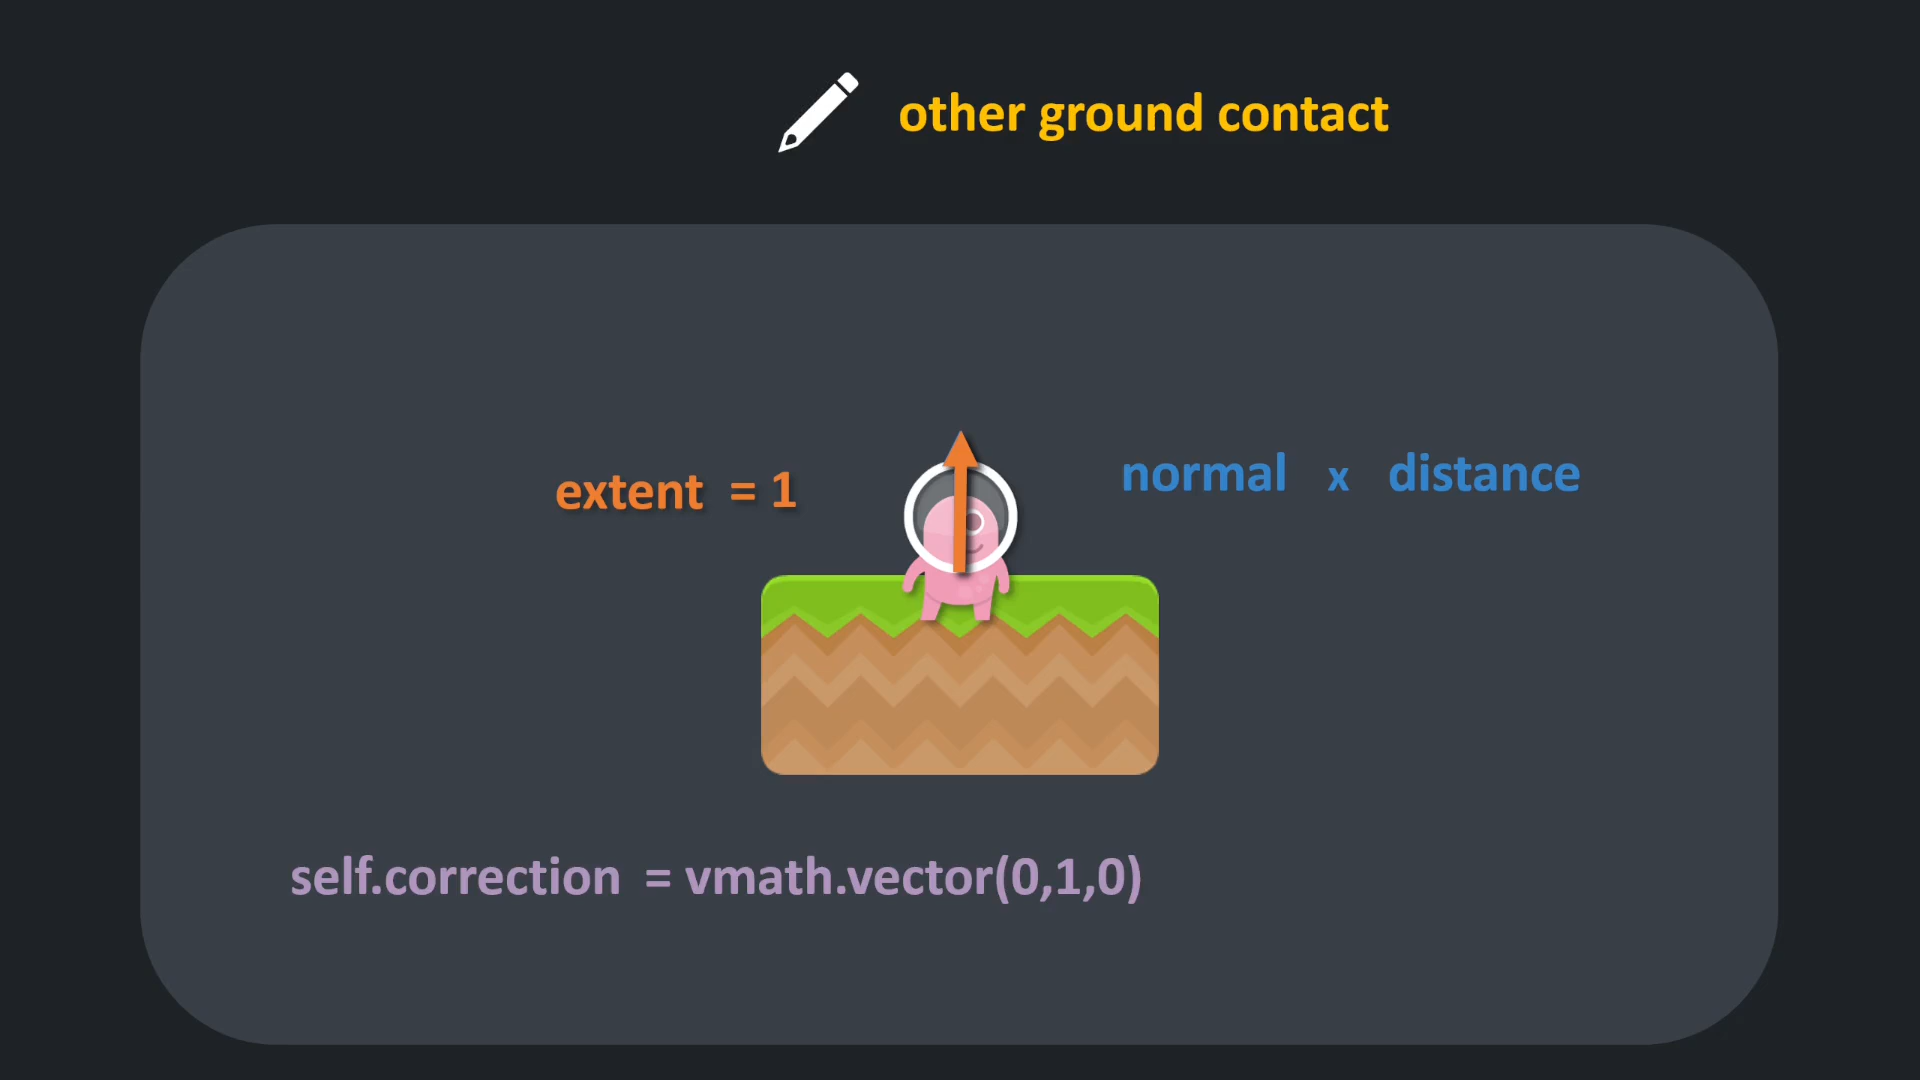 other ground contact
normal x distance
extent = 1
self.correction = vmath.vector(0,1,0)